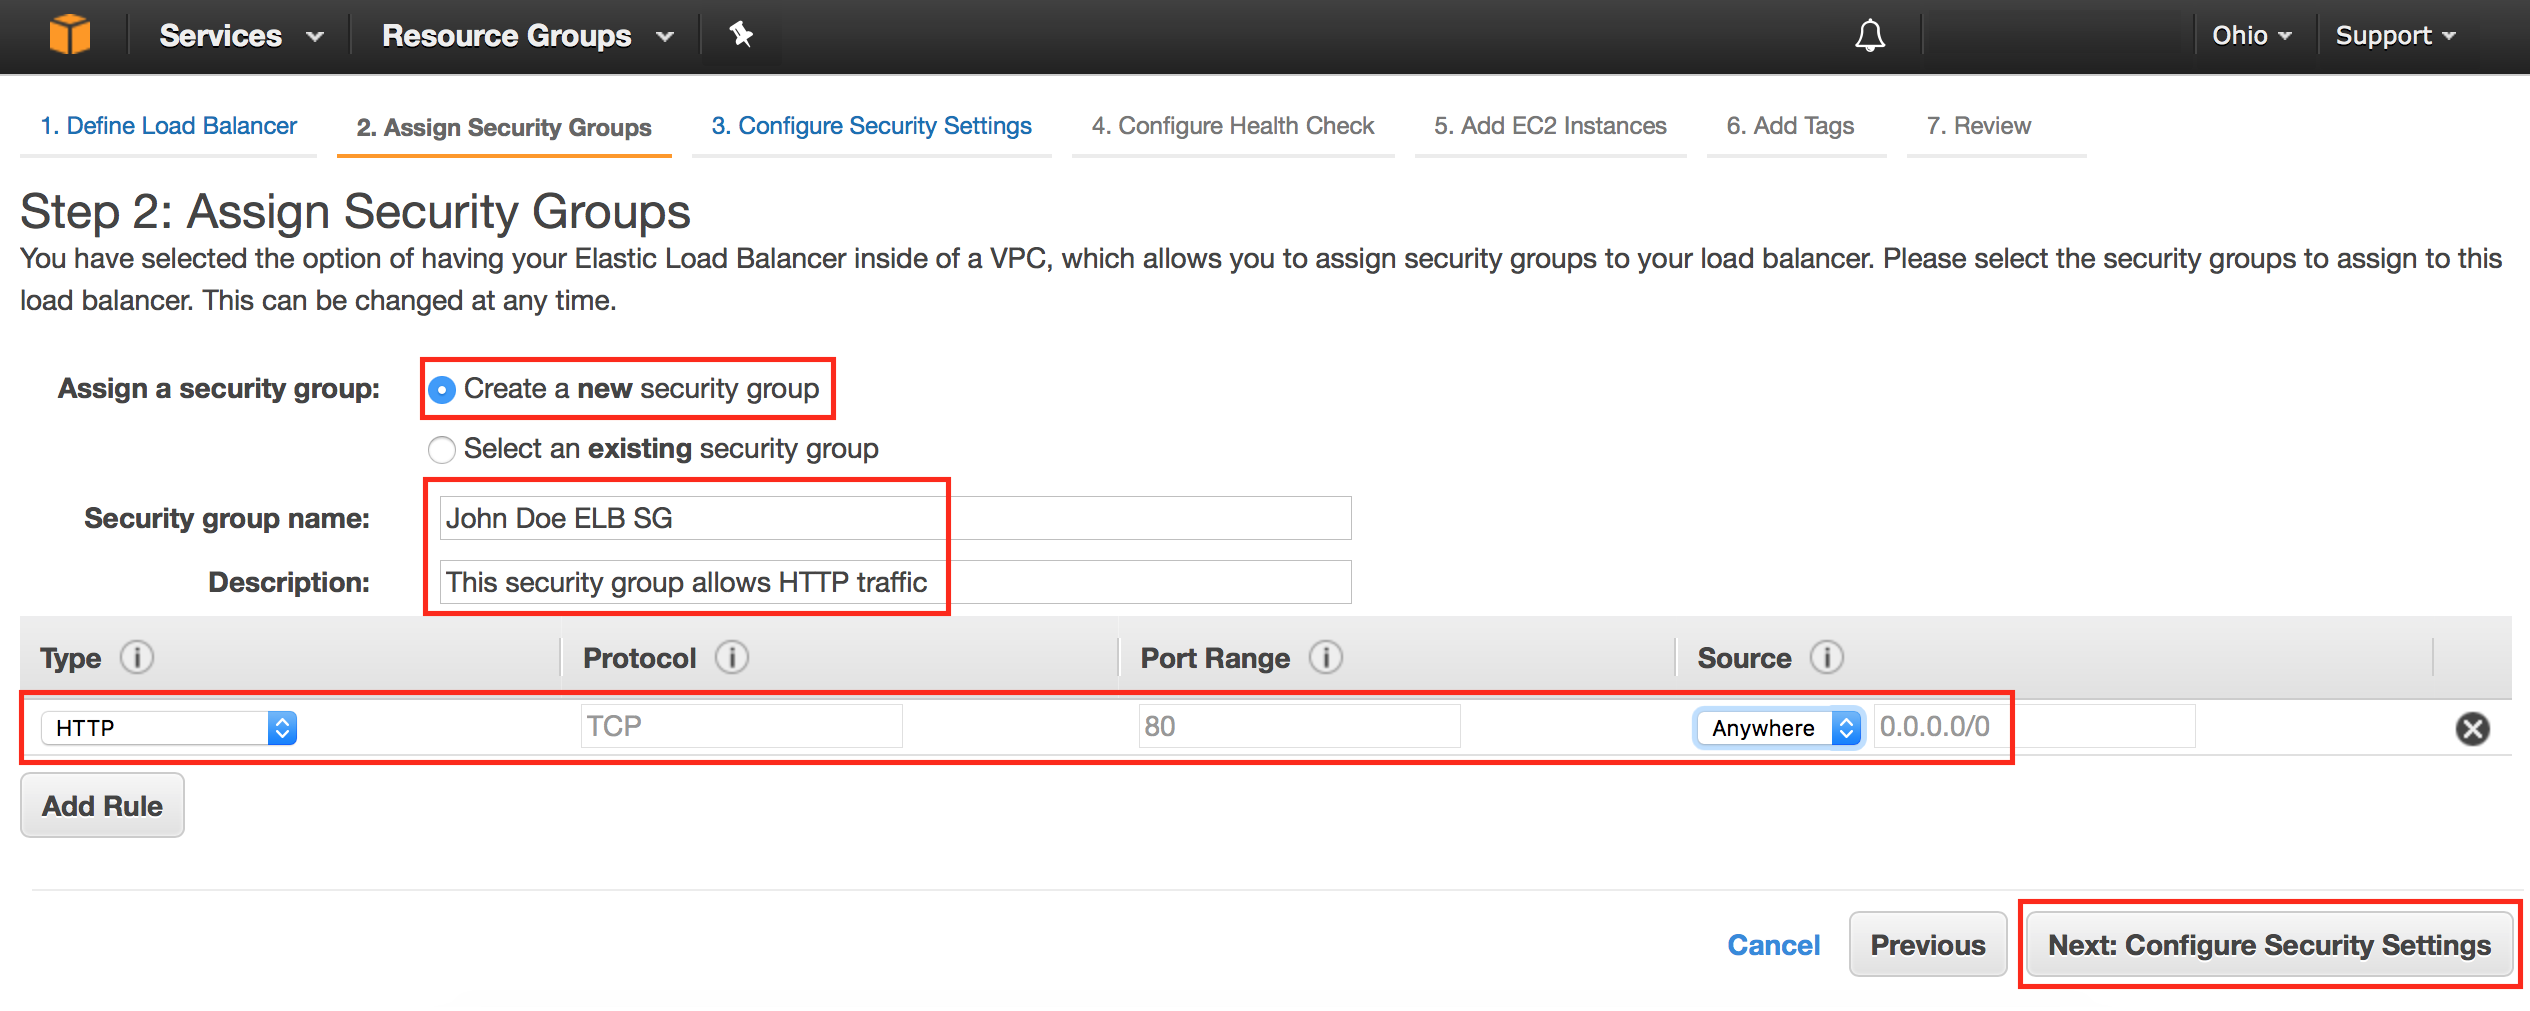 Services Resource Groups Ohio Support
1. Define Load Balancer 2. Assign Security Groups 3. Configure Security Settings 4. Configure Health Check 5. Add EC2 Instances 6. Add Tags 7. Review
Step 2: Assign Security Groups
You have selected the option of having your Elastic Load Balancer inside of a VPC, which allows you to assign security groups to your load balancer. Please select the security groups to assign to this
load balancer. This can be changed at any time.
Assign a security group: Create a new security group
Select an existing security group
Security group name: John Doe ELB SG
Description: This security group allows HTTP traffic
Type Protocol Port Range Source
HTTP TCP 80 Anywhere 0.0.0.0/0
Add Rule
Cancel Previous Next: Configure Security Settings